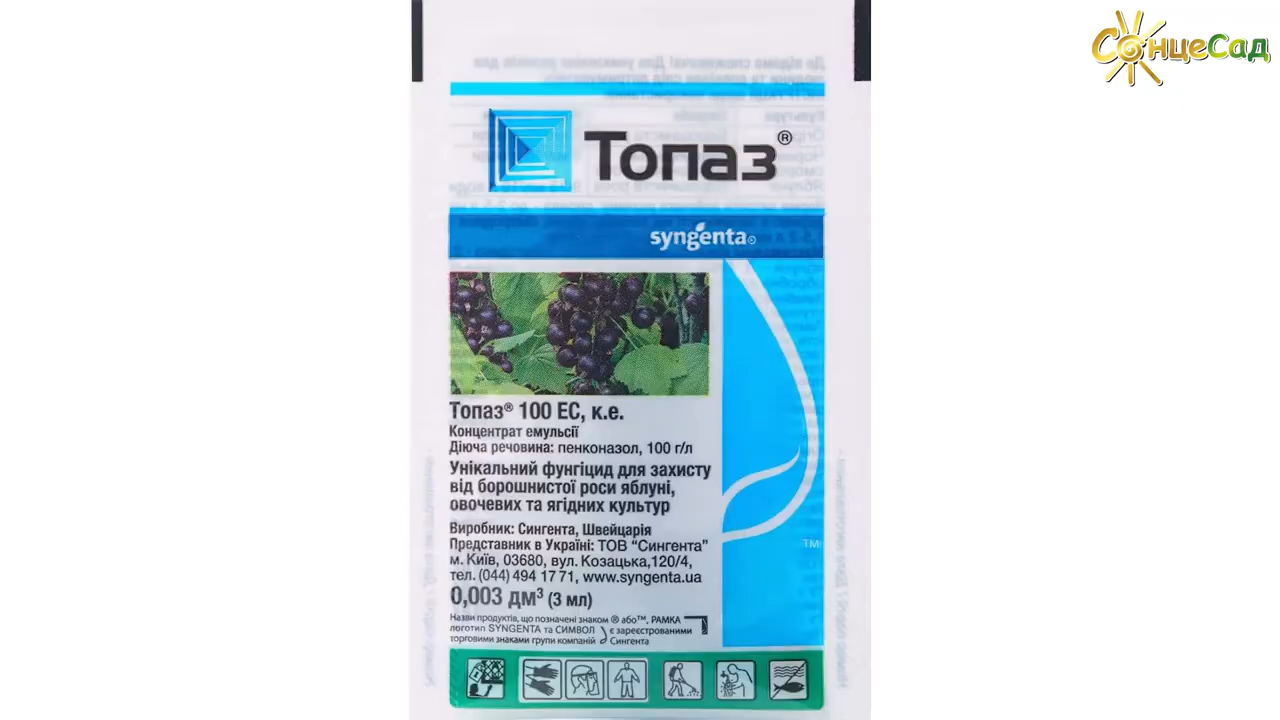 СонцеСад
Топаз®
syngenta
Топаз® 100 ЕС, к.е.
Концентрат емульсії
Діюча речовина: пенконазол, 100 г/л
Унікальний фунгіцид для захисту
від борошнистої роси яблуні,
овочевих та ягідних культур
Виробник: Сингента, Швейцарія
Представник в Україні: ТОВ “Сингента”
м. Київ, 03680, вул. Козацька,120/4,
тел. (044) 494 17 71, www.syngenta.ua
0,003 дм³ (3 мл)
Назви продуктів, що позначені знаком ® або™, РАМКА
логотип SYNGENTA та СИМВОЛ є зареєстрованими
торговими знаками групи компаній Сингента
TM